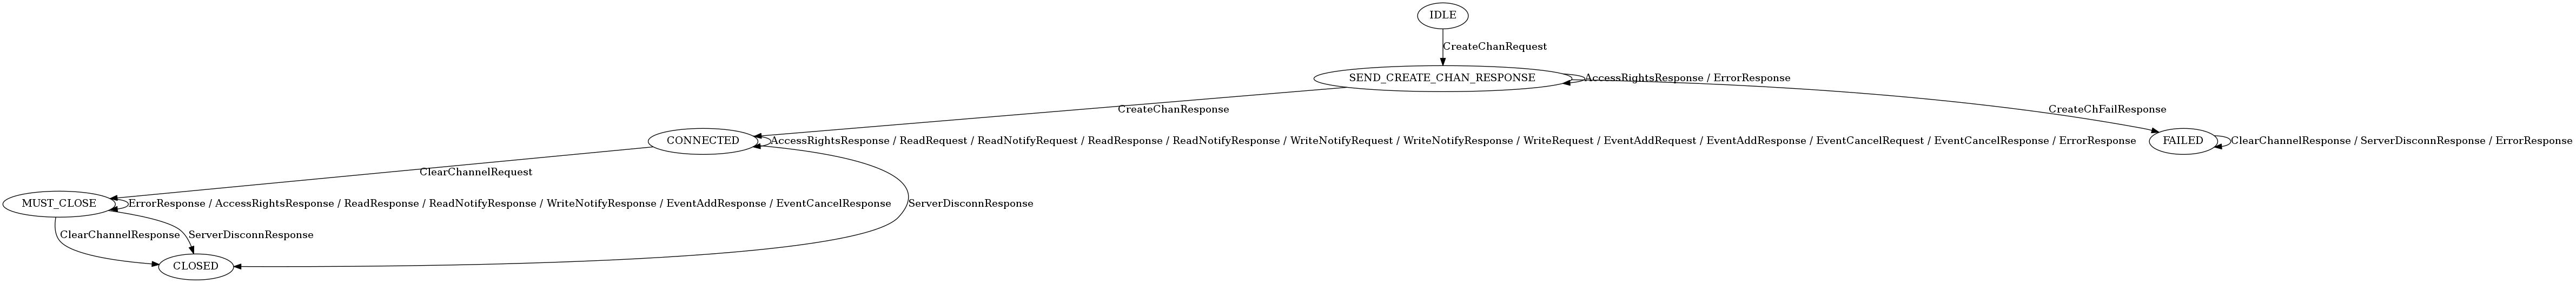 IDLE
CreateChanRequest
SEND_CREATE_CHAN_RESPONSE
AccessRightsResponse / ErrorResponse
CreateChanResponse
CreateChFailResponse
CONNECTED
AccessRightsResponse / ReadRequest / ReadNotifyRequest / ReadResponse / ReadNotifyResponse / WriteNotifyRequest / WriteNotifyResponse / WriteRequest / EventAddRequest / EventAddResponse / EventCancelRequest / EventCancelResponse / ErrorResponse
FAILED
ClearChannelResponse / ServerDisconnResponse / ErrorResponse
ClearChannelRequest
MUST_CLOSE
ErrorResponse / AccessRightsResponse / ReadResponse / ReadNotifyResponse / WriteNotifyResponse / EventAddResponse / EventCancelResponse
ServerDisconnResponse
ClearChannelResponse
ServerDisconnResponse
CLOSED